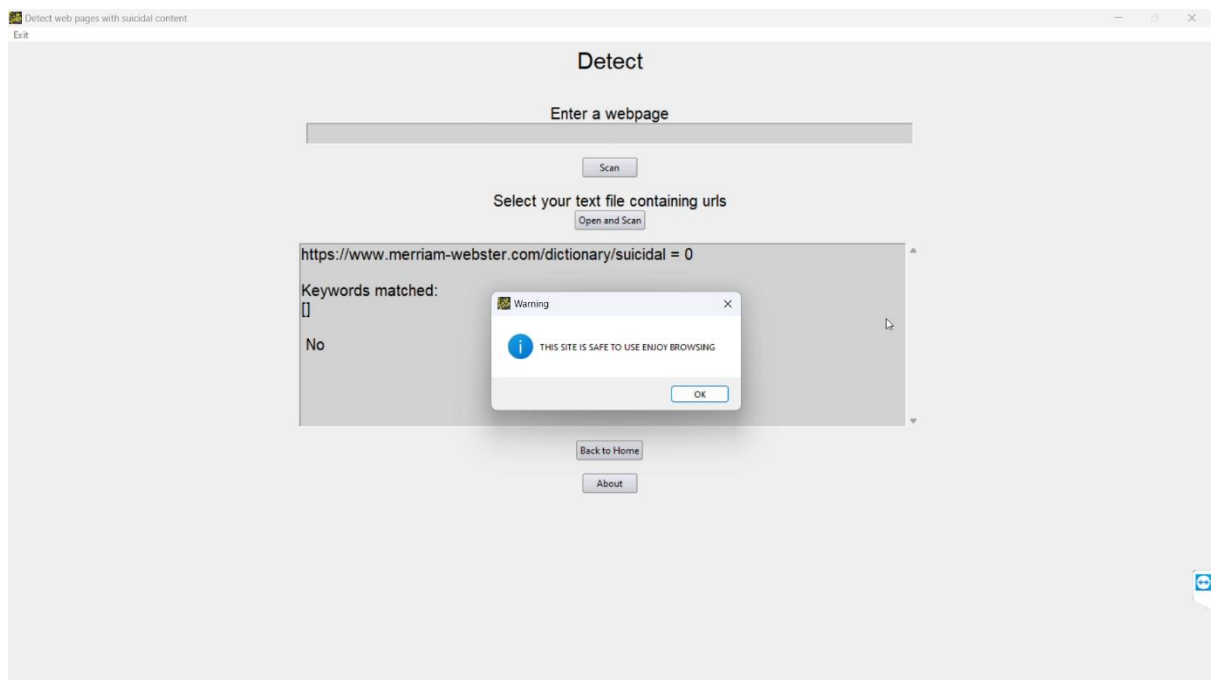 Detect web pages with suicidal content
Exit
Detect
Enter a webpage
Scan
Select your text file containing urls
Open and Scan
https://www.merriam-webster.com/dictionary/suicidal = 0
Keywords matched:
[]
No
Warning
THIS SITE IS SAFE TO USE ENJOY BROWSING
OK
Back to Home
About